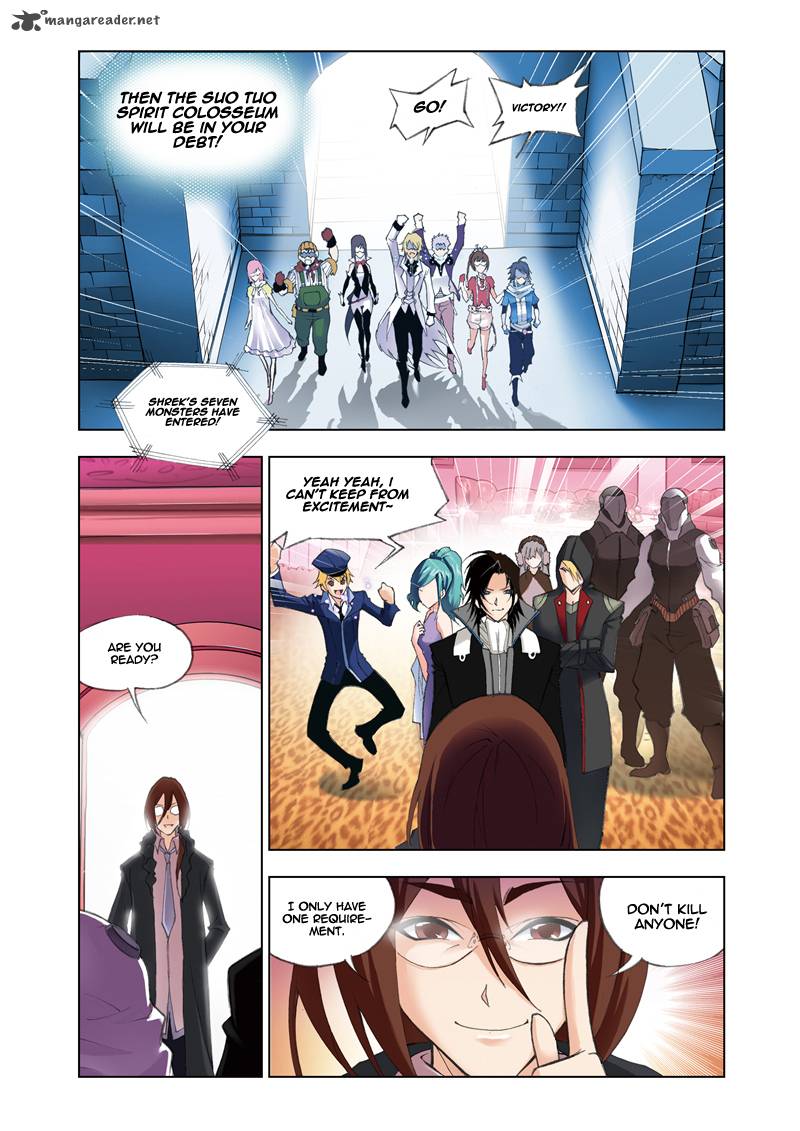 mangareader.net
THEN THE SUO TUO
SPIRIT COLOSSEUM
WILL BE IN YOUR
DEBT!
GO!
VICTORY!!
SHREK'S SEVEN
MONSTERS HAVE
ENTERED!
YEAH YEAH, I
CAN'T KEEP FROM
EXCITEMENT~
ARE YOU
READY?
I ONLY HAVE
ONE REQUIRE-
MENT.
DON'T KILL
ANYONE!